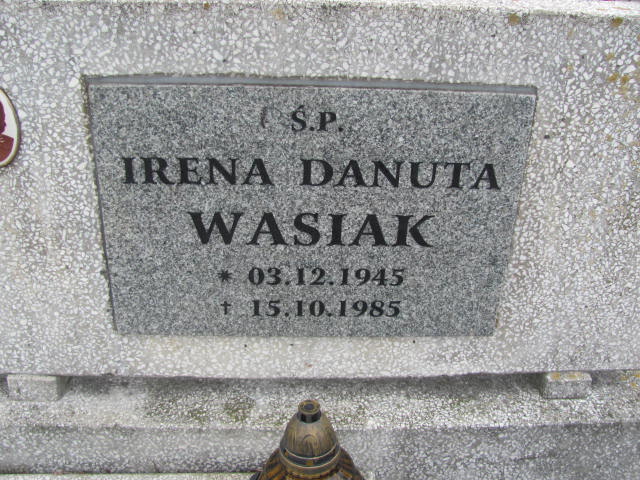 Ś.P.
IRENA DANUTA
WASIAK
* 03.12.1945
† 15.10.1985